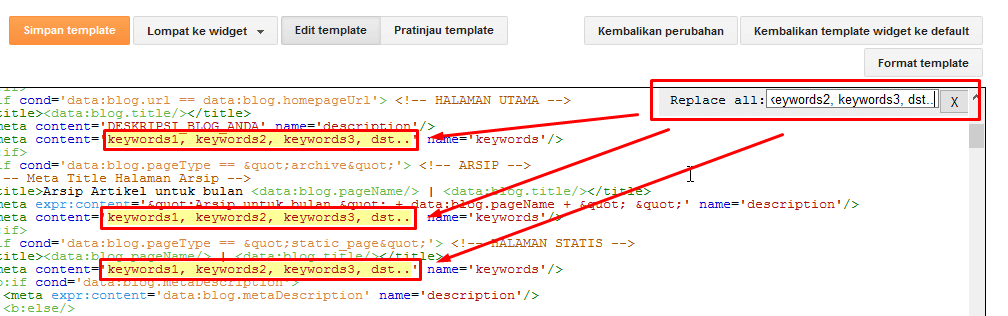 Simpan template
Lompat ke widget
Edit template
Pratinjau template
Kembalikan perubahan
Kembalikan template widget ke default
Format template
Replace all: keywords2, keywords3, dst..
X
if cond='data:blog.url == data:blog.homepageUrl'> <!-- HALAMAN UTAMA -->
title><data:blog.title/></title>
meta content='DESKRIPSI_BLOG_ANDA' name='description'/>
meta content='keywords1, keywords2, keywords3, dst..' name='keywords'/>
:if>
if cond='data:blog.pageType == &quot;archive&quot;'> <!-- ARSIP -->
-- Meta Title Halaman Arsip -->
title>Arsip Artikel untuk bulan <data:blog.pageName/> | <data:blog.title/></title>
meta expr:content='&quot;Arsip untuk bulan &quot; + data:blog.pageName + &quot; &quot;' name='description'/>
meta content='keywords1, keywords2, keywords3, dst..' name='keywords'/>
:if>
if cond='data:blog.pageType == &quot;static_page&quot;'> <!-- HALAMAN STATIS -->
title><data:blog.pageName/> | <data:blog.title/></title>
meta content='keywords1, keywords2, keywords3, dst..' name='keywords'/>
b:if cond='data:blog.metaDescription'>
<meta expr:content='data:blog.metaDescription' name='description'/>
<b:else/>